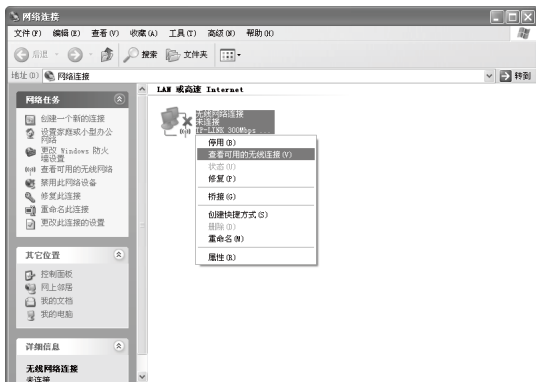 网络连接
文件(F) 编辑(E) 查看(V) 收藏(A) 工具(T) 高级(N) 帮助(H)
后退 搜索 文件夹
地址(D) 网络连接 转到
网络任务
创建一个新的连接
设置家庭或小型办公
网络
更改 Windows 防火
墙设置
查看可用的无线网络
禁用此网络设备
修复此连接
重命名此连接
更改此连接的设置
其它位置
控制面板
网上邻居
我的文档
我的电脑
详细信息
无线网络连接
未连接
LAN 或高速 Internet
无线网络连接
未连接
TP-LINK 300Mbps
停用(B)
查看可用的无线连接(V)
状态(U)
修复(P)
桥接(G)
创建快捷方式(S)
删除(D)
重命名(M)
属性(R)